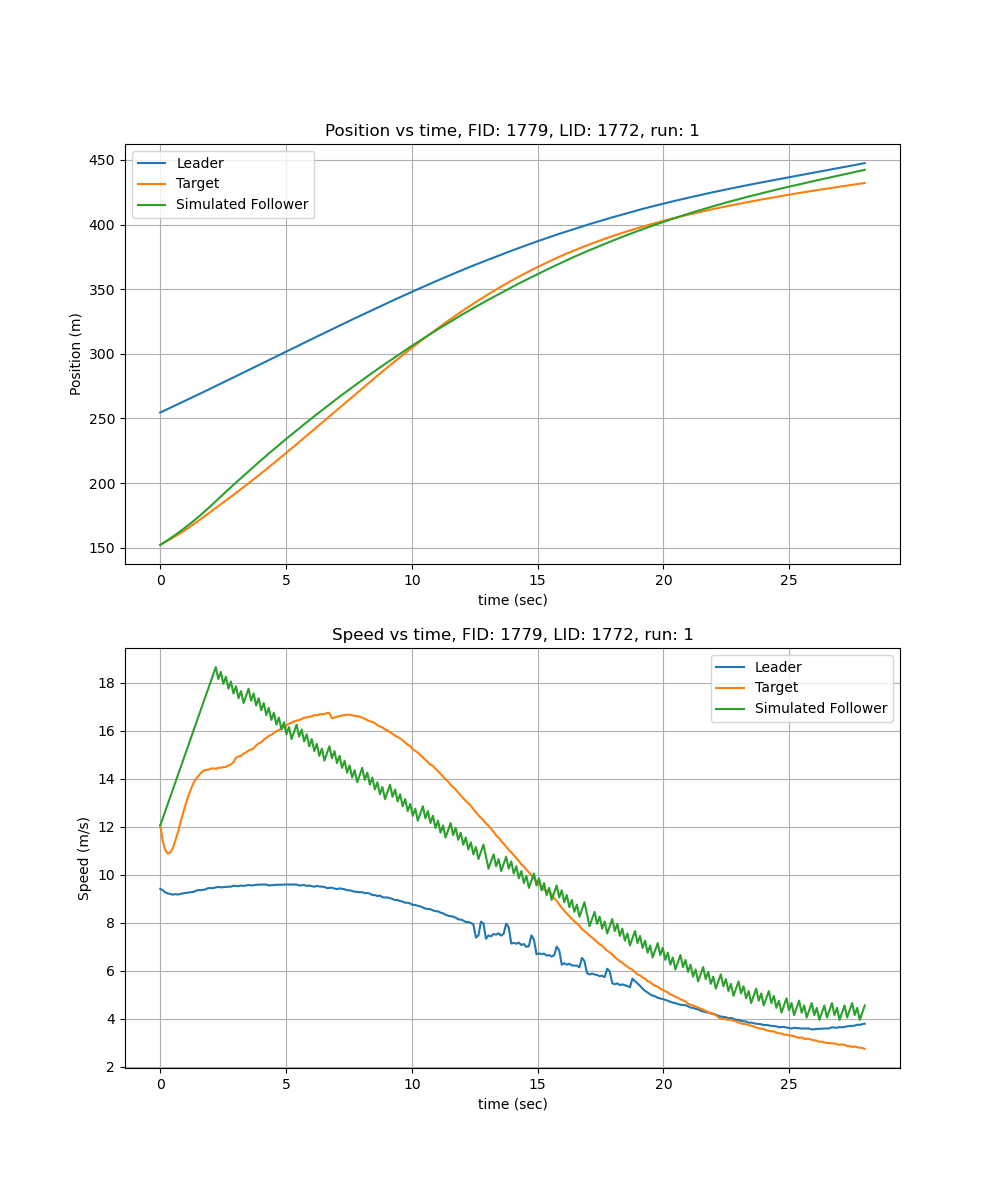 Position vs time, FID: 1779, LID: 1772, run: 1
Leader
Target
Simulated Follower
450
400
350
300
250
200
150
Position (m)
0 5 10 15 20 25
time (sec)
Speed vs time, FID: 1779, LID: 1772, run: 1
Leader
Target
Simulated Follower
18
16
14
12
10
8
6
4
2
Speed (m/s)
0 5 10 15 20 25
time (sec)